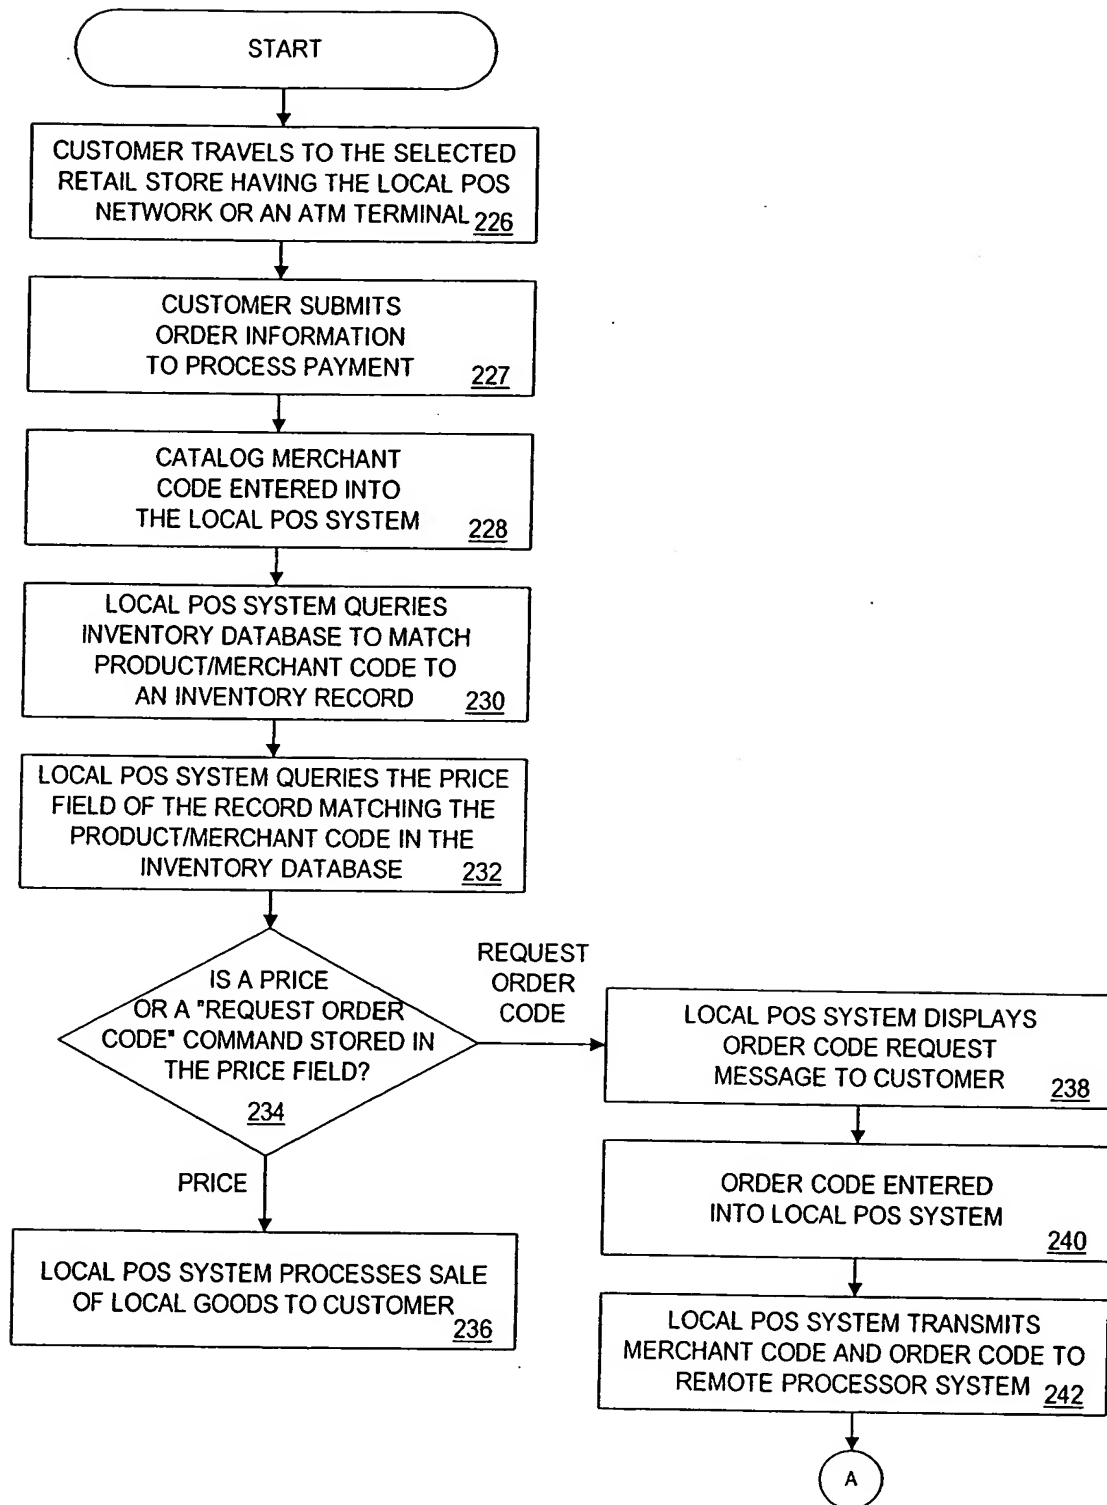 START
CUSTOMER TRAVELS TO THE SELECTED
RETAIL STORE HAVING THE LOCAL POS
NETWORK OR AN ATM TERMINAL 226
CUSTOMER SUBMITS
ORDER INFORMATION
TO PROCESS PAYMENT 227
CATALOG MERCHANT
CODE ENTERED INTO
THE LOCAL POS SYSTEM 228
LOCAL POS SYSTEM QUERIES
INVENTORY DATABASE TO MATCH
PRODUCT/MERCHANT CODE TO
AN INVENTORY RECORD 230
LOCAL POS SYSTEM QUERIES THE PRICE
FIELD OF THE RECORD MATCHING THE
PRODUCT/MERCHANT CODE IN THE
INVENTORY DATABASE 232
IS A PRICE
OR A "REQUEST ORDER
CODE" COMMAND STORED IN
THE PRICE FIELD?
234
PRICE
LOCAL POS SYSTEM PROCESSES SALE
OF LOCAL GOODS TO CUSTOMER 236
REQUEST
ORDER
CODE
LOCAL POS SYSTEM DISPLAYS
ORDER CODE REQUEST
MESSAGE TO CUSTOMER 238
ORDER CODE ENTERED
INTO LOCAL POS SYSTEM
240
LOCAL POS SYSTEM TRANSMITS
MERCHANT CODE AND ORDER CODE TO
REMOTE PROCESSOR SYSTEM 242
A